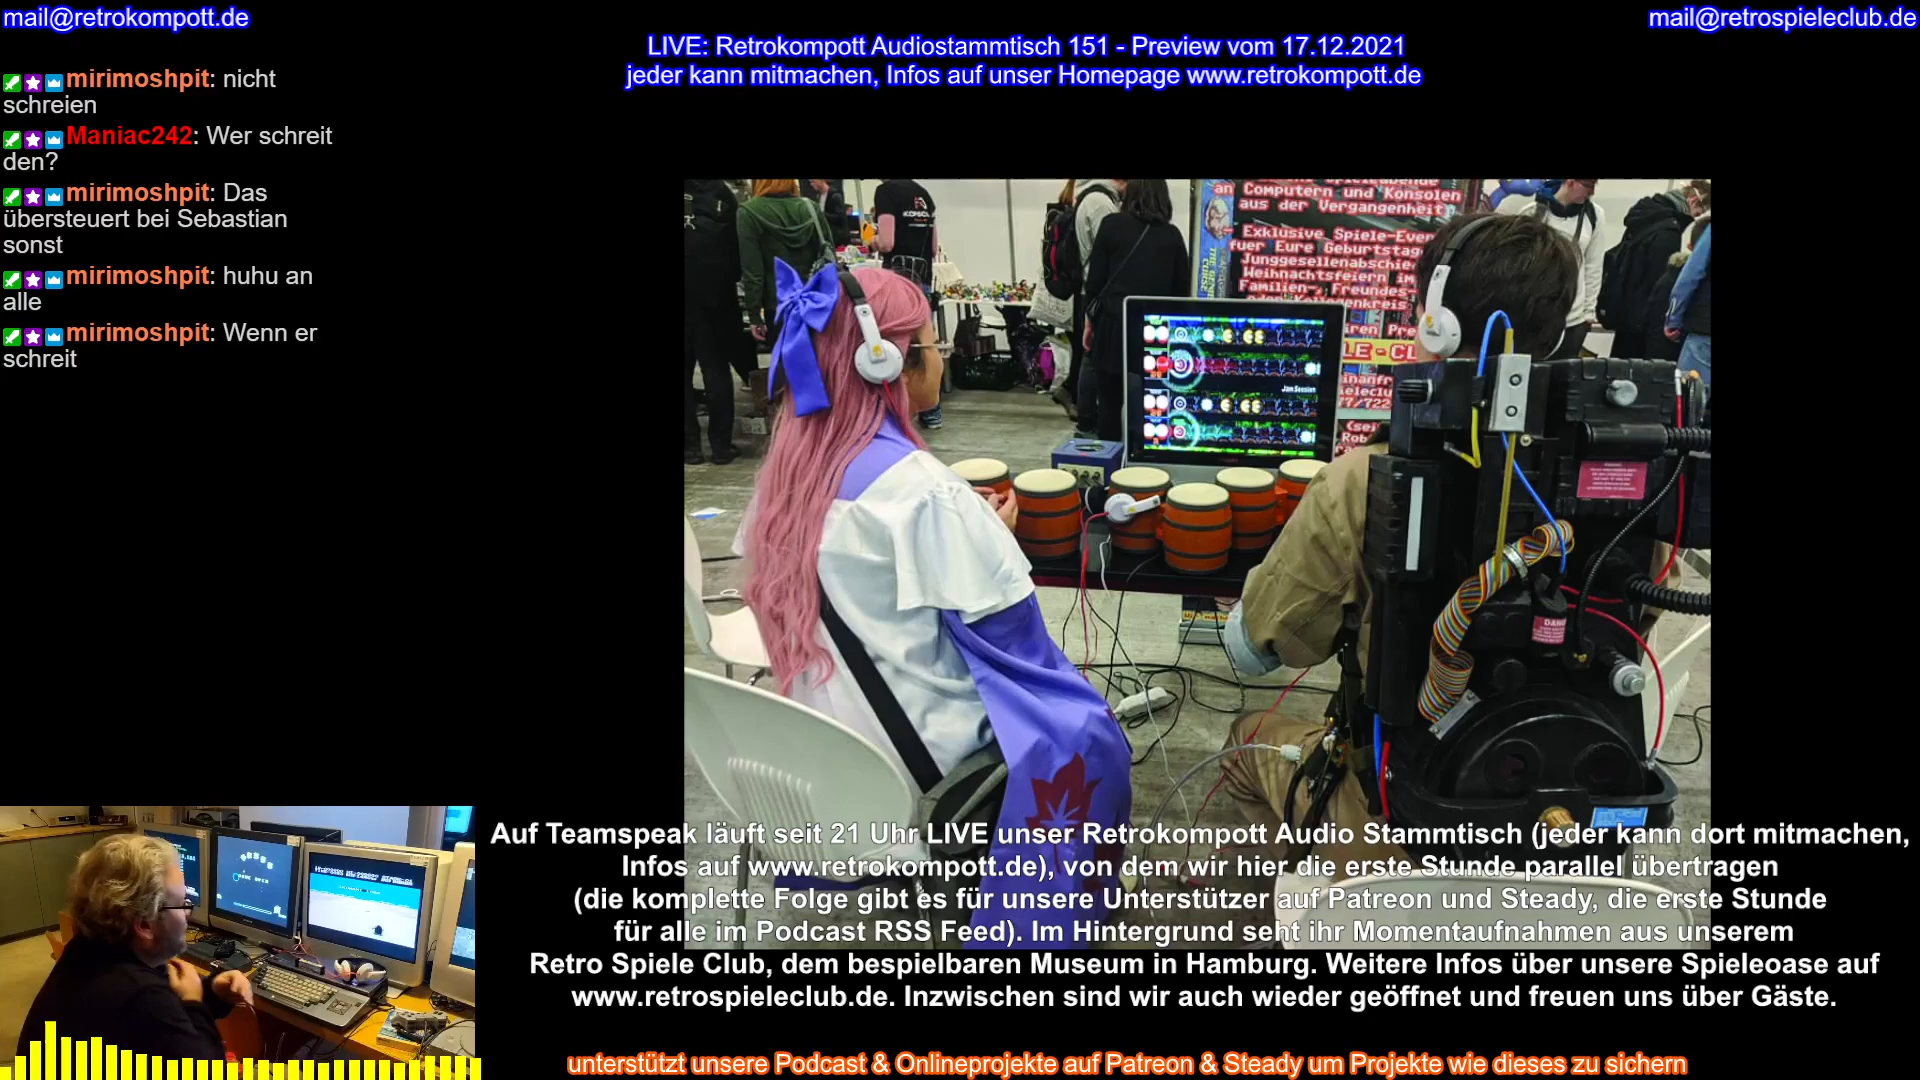 mail@retrokompott.de
mail@retrospieleclub.de
LIVE: Retrokompott Audiostammtisch 151 - Preview vom 17.12.2021
jeder kann mitmachen, Infos auf unser Homepage www.retrokompott.de
mirimoshpit: nicht
schreien
Maniac242: Wer schreit
den?
mirimoshpit: Das
übersteuert bei Sebastian
sonst
mirimoshpit: huhu an
alle
mirimoshpit: Wenn er
schreit
an Computern und Konsolen
aus der Vergangenheit
Exklusive Spiele-Even
fuer Eure Geburtstag
Junggesellenabschie
Weihnachtsfeiern im
Familien-, Freundes-
Jam Session
LE-CL
Auf Teamspeak läuft seit 21 Uhr LIVE unser Retrokompott Audio Stammtisch (jeder kann dort mitmachen,
Infos auf www.retrokompott.de), von dem wir hier die erste Stunde parallel übertragen
(die komplette Folge gibt es für unsere Unterstützer auf Patreon und Steady, die erste Stunde
für alle im Podcast RSS Feed). Im Hintergrund seht ihr Momentaufnahmen aus unserem
Retro Spiele Club, dem bespielbaren Museum in Hamburg. Weitere Infos über unsere Spieleoase auf
www.retrospieleclub.de. Inzwischen sind wir auch wieder geöffnet und freuen uns über Gäste.
unterstützt unsere Podcast & Onlineprojekte auf Patreon & Steady um Projekte wie dieses zu sichern